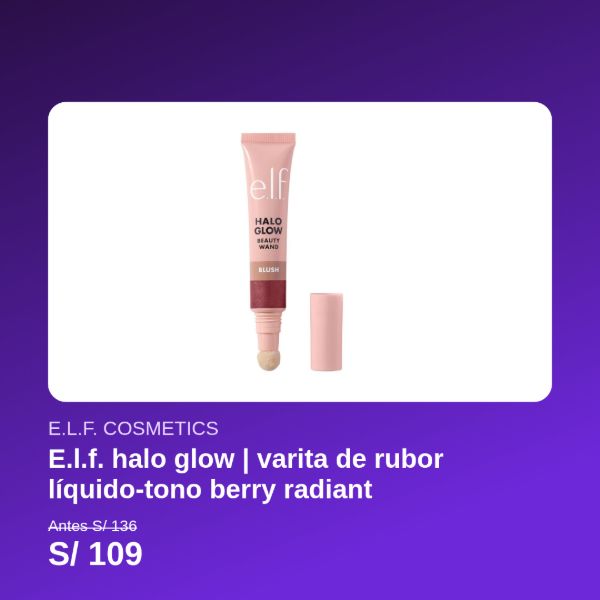 e.l.f
HALO
GLOW
BEAUTY
WAND
BLUSH
E.L.F. COSMETICS
E.l.f. halo glow | varita de rubor
líquido-tono berry radiant
Antes S/ 136
S/ 109